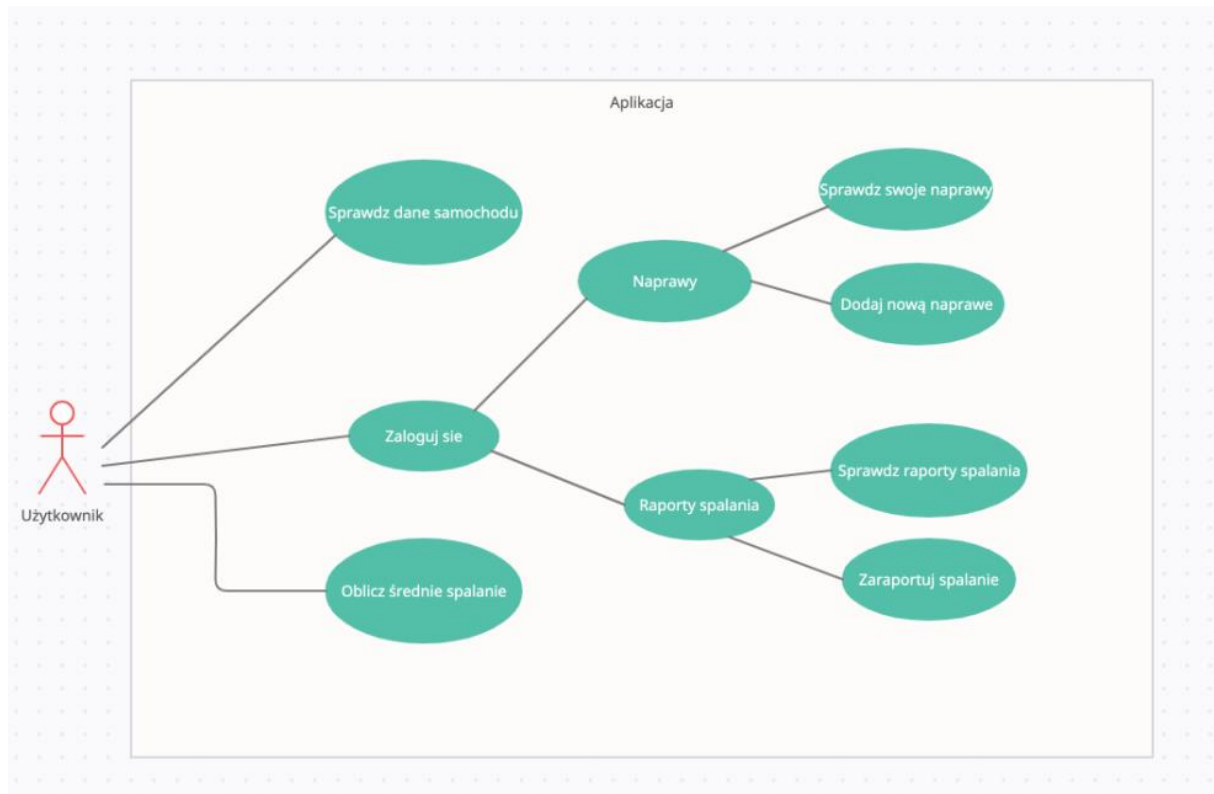 Aplikacja
Sprawdz dane samochodu
Sprawdz swoje naprawy
Naprawy
Dodaj nową naprawe
Zaloguj sie
Sprawdz raporty spalania
Raporty spalania
Użytkownik
Zaraportuj spalanie
Oblicz średnie spalanie